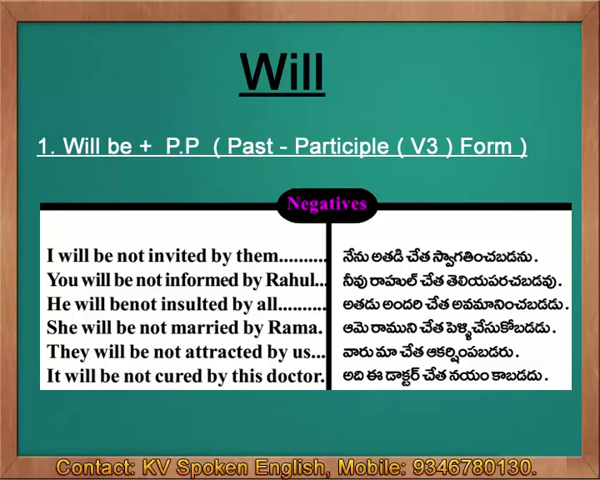 Will
1. Will be + P.P ( Past - Participle ( V3 ) Form )
Negatives
I will be not invited by them.......... నేను అతడి చేత స్వాగతించబడను.
You will be not informed by Rahul... నీవు రాహుల్ చేత తెలియపరచబడవు.
He will benot insulted by all.......... అతడు అందరి చేత అవమానించబడడు.
She will be not married by Rama. ఆమె రాముని చేత పెళ్ళిచేసుకోబడదు.
They will be not attracted by us... వారు మా చేత ఆకర్షింపబడరు.
It will be not cured by this doctor. అది ఈ డాక్టర్ చేత నయం కాబడదు.
Contact: KV Spoken English, Mobile: 9346780130.